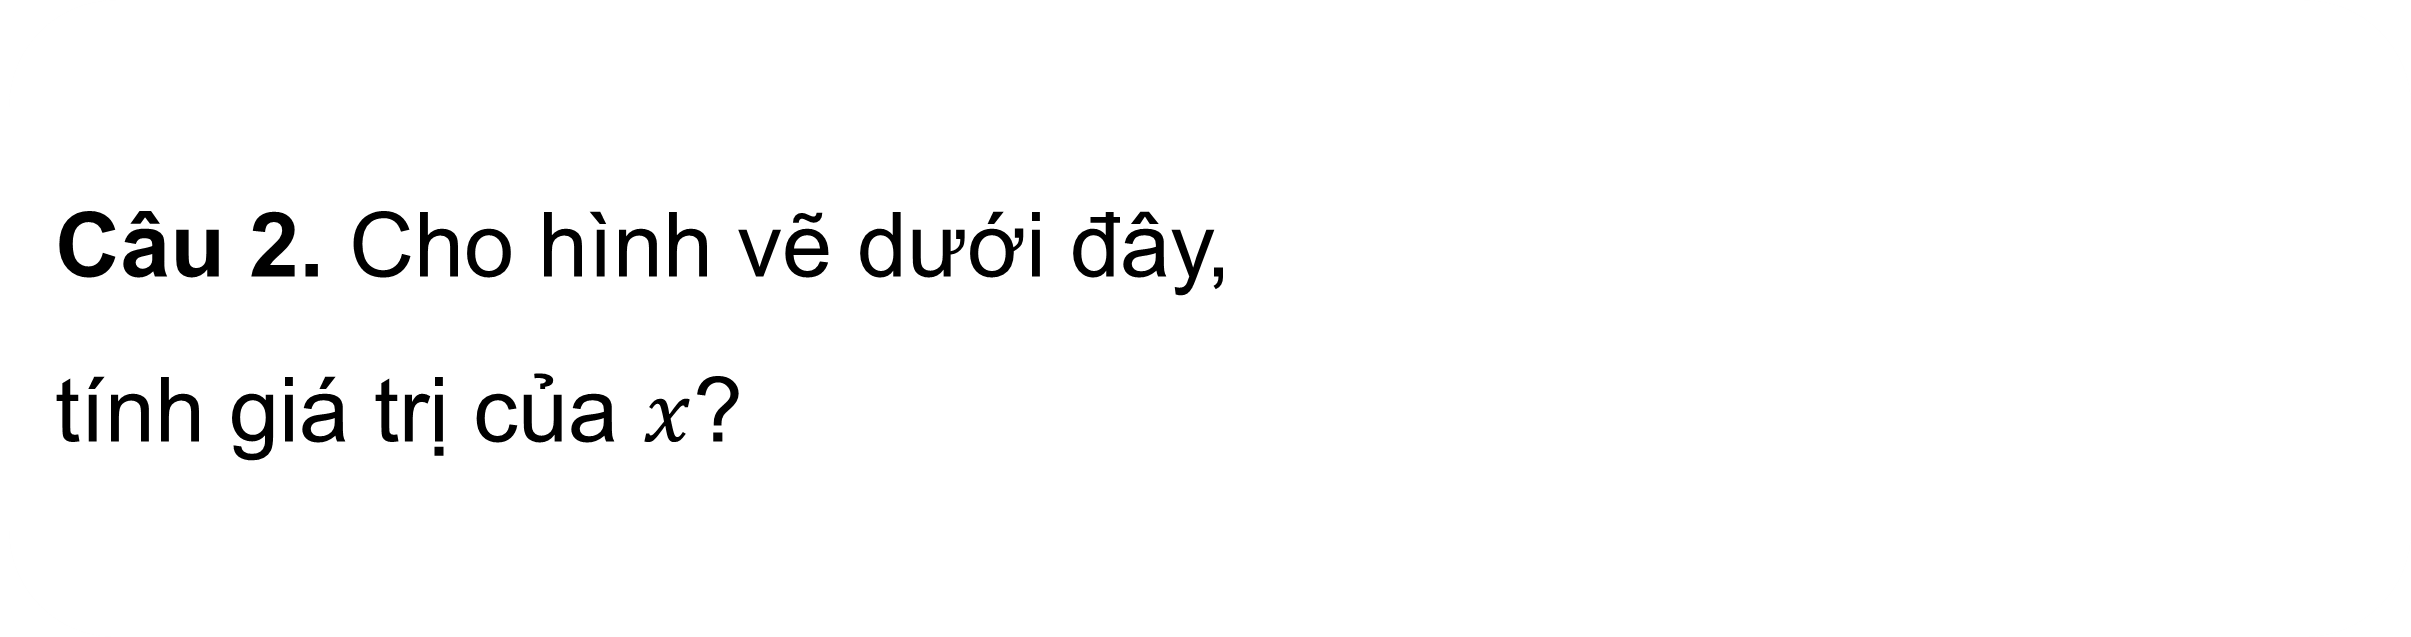 Câu 2. Cho hình vẽ dưới đây,
tính giá trị của x?